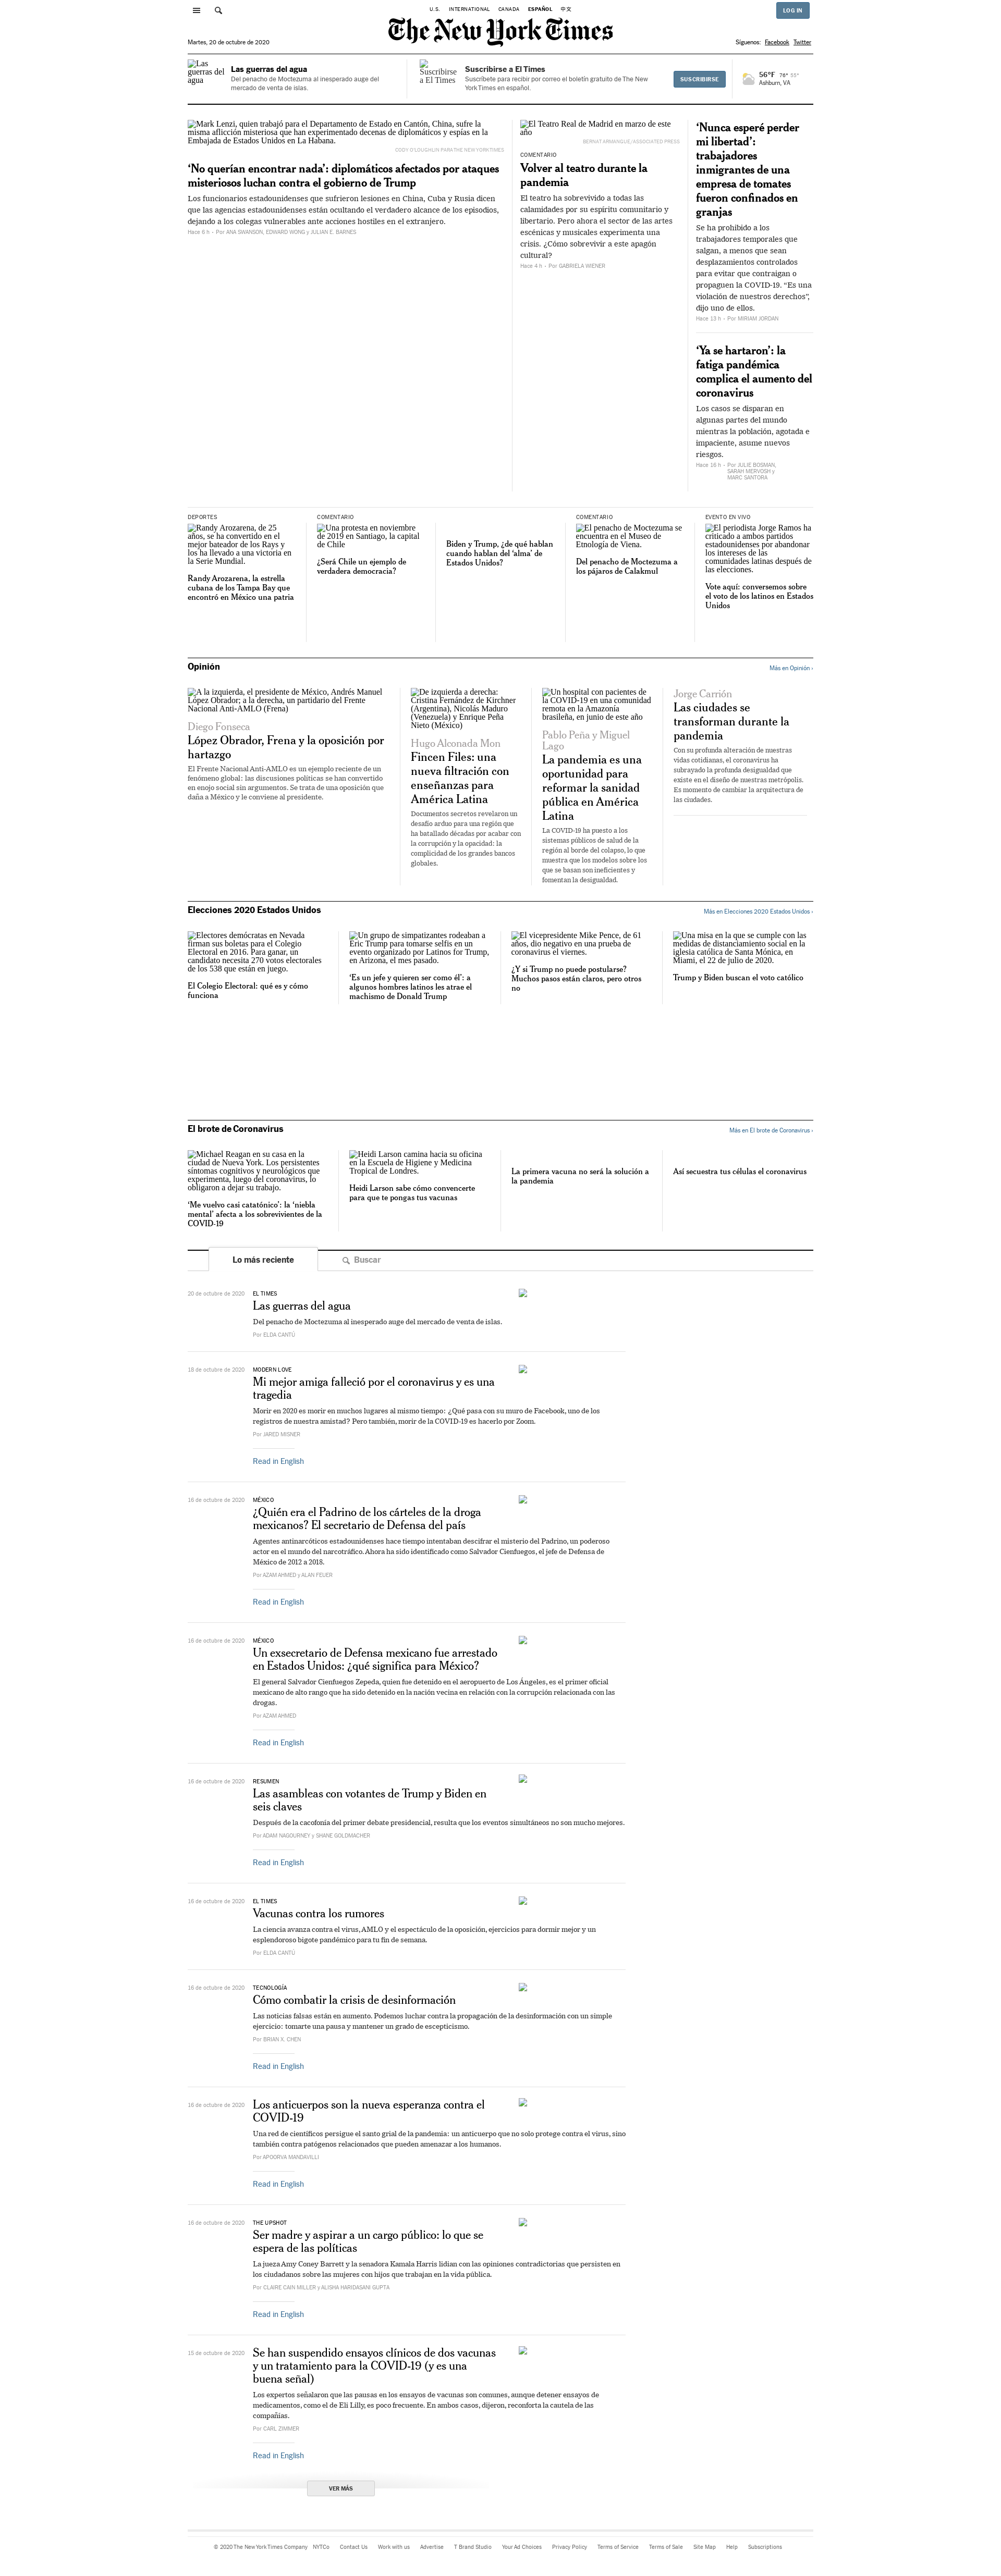 U.S. INTERNATIONAL CANADA ESPAÑOL 中文
LOG IN
The New York Times
Martes, 20 de octubre de 2020
Síguenos: Facebook Twitter
Las guerras del agua
Las guerras del agua
Del penacho de Moctezuma al inesperado auge del
mercado de venta de islas.
Suscribirse a El Times
Suscribirse a El Times
Suscríbete para recibir por correo el boletín gratuito de The New
York Times en español.
SUSCRIBIRSE
56°F 76° 55°
Ashburn, VA
Mark Lenzi, quien trabajó para el Departamento de Estado en Cantón, China, sufre la
misma aflicción misteriosa que han experimentado decenas de diplomáticos y espías en la
Embajada de Estados Unidos en La Habana.
CODY O'LOUGHLIN PARA THE NEW YORK TIMES
‘No querían encontrar nada’: diplomáticos afectados por ataques
misteriosos luchan contra el gobierno de Trump
Los funcionarios estadounidenses que sufrieron lesiones en China, Cuba y Rusia dicen
que las agencias estadounidenses están ocultando el verdadero alcance de los episodios,
dejando a los colegas vulnerables ante acciones hostiles en el extranjero.
Hace 6 h • Por ANA SWANSON, EDWARD WONG y JULIAN E. BARNES
El Teatro Real de Madrid en marzo de este
año
BERNAT ARMANGUE/ASSOCIATED PRESS
COMENTARIO
Volver al teatro durante la
pandemia
El teatro ha sobrevivido a todas las
calamidades por su espíritu comunitario y
libertario. Pero ahora el sector de las artes
escénicas y musicales experimenta una
crisis. ¿Cómo sobrevivir a este apagón
cultural?
Hace 4 h • Por GABRIELA WIENER
‘Nunca esperé perder
mi libertad’:
trabajadores
inmigrantes de una
empresa de tomates
fueron confinados en
granjas
Se ha prohibido a los
trabajadores temporales que
salgan, a menos que sean
desplazamientos controlados
para evitar que contraigan o
propaguen la COVID-19. “Es una
violación de nuestros derechos”,
dijo uno de ellos.
Hace 13 h • Por MIRIAM JORDAN
‘Ya se hartaron’: la
fatiga pandémica
complica el aumento del
coronavirus
Los casos se disparan en
algunas partes del mundo
mientras la población, agotada e
impaciente, asume nuevos
riesgos.
Hace 16 h • Por JULIE BOSMAN,
SARAH MERVOSH y
MARC SANTORA
DEPORTES
Randy Arozarena, de 25
años, se ha convertido en el
mejor bateador de los Rays y
los ha llevado a una victoria en
la Serie Mundial.
Randy Arozarena, la estrella
cubana de los Tampa Bay que
encontró en México una patria
COMENTARIO
Una protesta en noviembre
de 2019 en Santiago, la capital
de Chile
¿Será Chile un ejemplo de
verdadera democracia?
Biden y Trump, ¿de qué hablan
cuando hablan del ‘alma’ de
Estados Unidos?
COMENTARIO
El penacho de Moctezuma se
encuentra en el Museo de
Etnología de Viena.
Del penacho de Moctezuma a
los pájaros de Calakmul
EVENTO EN VIVO
El periodista Jorge Ramos ha
criticado a ambos partidos
estadounidenses por abandonar
los intereses de las
comunidades latinas después de
las elecciones.
Vote aquí: conversemos sobre
el voto de los latinos en Estados
Unidos
Opinión
Más en Opinión ›
A la izquierda, el presidente de México, Andrés Manuel
López Obrador; a la derecha, un partidario del Frente
Nacional Anti-AMLO (Frena)
Diego Fonseca
López Obrador, Frena y la oposición por
hartazgo
El Frente Nacional Anti-AMLO es un ejemplo reciente de un
fenómeno global: las discusiones políticas se han convertido
en enojo social sin argumentos. Se trata de una oposición que
daña a México y le conviene al presidente.
De izquierda a derecha:
Cristina Fernández de Kirchner
(Argentina), Nicolás Maduro
(Venezuela) y Enrique Peña
Nieto (México)
Hugo Alconada Mon
Fincen Files: una
nueva filtración con
enseñanzas para
América Latina
Documentos secretos revelaron un
desafío arduo para una región que
ha batallado décadas por acabar con
la corrupción y la opacidad: la
complicidad de los grandes bancos
globales.
Un hospital con pacientes de
la COVID-19 en una comunidad
remota en la Amazonía
brasileña, en junio de este año
Pablo Peña y Miguel
Lago
La pandemia es una
oportunidad para
reformar la sanidad
pública en América
Latina
La COVID-19 ha puesto a los
sistemas públicos de salud de la
región al borde del colapso, lo que
muestra que los modelos sobre los
que se basan son ineficientes y
fomentan la desigualdad.
Jorge Carrión
Las ciudades se
transforman durante la
pandemia
Con su profunda alteración de nuestras
vidas cotidianas, el coronavirus ha
subrayado la profunda desigualdad que
existe en el diseño de nuestras metrópolis.
Es momento de cambiar la arquitectura de
las ciudades.
Elecciones 2020 Estados Unidos
Más en Elecciones 2020 Estados Unidos ›
Electores demócratas en Nevada
firman sus boletas para el Colegio
Electoral en 2016. Para ganar, un
candidato necesita 270 votos electorales
de los 538 que están en juego.
El Colegio Electoral: qué es y cómo
funciona
Un grupo de simpatizantes rodeaban a
Eric Trump para tomarse selfis en un
evento organizado por Latinos for Trump,
en Arizona, el mes pasado.
‘Es un jefe y quieren ser como él’: a
algunos hombres latinos les atrae el
machismo de Donald Trump
El vicepresidente Mike Pence, de 61
años, dio negativo en una prueba de
coronavirus el viernes.
¿Y si Trump no puede postularse?
Muchos pasos están claros, pero otros
no
Una misa en la que se cumple con las
medidas de distanciamiento social en la
iglesia católica de Santa Mónica, en
Miami, el 22 de julio de 2020.
Trump y Biden buscan el voto católico
El brote de Coronavirus
Más en El brote de Coronavirus ›
Michael Reagan en su casa en la
ciudad de Nueva York. Los persistentes
síntomas cognitivos y neurológicos que
experimenta, luego del coronavirus, lo
obligaron a dejar su trabajo.
‘Me vuelvo casi catatónico’: la ‘niebla
mental’ afecta a los sobrevivientes de la
COVID-19
Heidi Larson camina hacia su oficina
en la Escuela de Higiene y Medicina
Tropical de Londres.
Heidi Larson sabe cómo convencerte
para que te pongas tus vacunas
La primera vacuna no será la solución a
la pandemia
Así secuestra tus células el coronavirus
Lo más reciente
Buscar
20 de octubre de 2020
EL TIMES
Las guerras del agua
Del penacho de Moctezuma al inesperado auge del mercado de venta de islas.
Por ELDA CANTÚ
18 de octubre de 2020
MODERN LOVE
Mi mejor amiga falleció por el coronavirus y es una
tragedia
Morir en 2020 es morir en muchos lugares al mismo tiempo: ¿Qué pasa con su muro de Facebook, uno de los
registros de nuestra amistad? Pero también, morir de la COVID-19 es hacerlo por Zoom.
Por JARED MISNER
Read in English
16 de octubre de 2020
MÉXICO
¿Quién era el Padrino de los cárteles de la droga
mexicanos? El secretario de Defensa del país
Agentes antinarcóticos estadounidenses hace tiempo intentaban descifrar el misterio del Padrino, un poderoso
actor en el mundo del narcotráfico. Ahora ha sido identificado como Salvador Cienfuegos, el jefe de Defensa de
México de 2012 a 2018.
Por AZAM AHMED y ALAN FEUER
Read in English
16 de octubre de 2020
MÉXICO
Un exsecretario de Defensa mexicano fue arrestado
en Estados Unidos: ¿qué significa para México?
El general Salvador Cienfuegos Zepeda, quien fue detenido en el aeropuerto de Los Ángeles, es el primer oficial
mexicano de alto rango que ha sido detenido en la nación vecina en relación con la corrupción relacionada con las
drogas.
Por AZAM AHMED
Read in English
16 de octubre de 2020
RESUMEN
Las asambleas con votantes de Trump y Biden en
seis claves
Después de la cacofonía del primer debate presidencial, resulta que los eventos simultáneos no son mucho mejores.
Por ADAM NAGOURNEY y SHANE GOLDMACHER
Read in English
16 de octubre de 2020
EL TIMES
Vacunas contra los rumores
La ciencia avanza contra el virus, AMLO y el espectáculo de la oposición, ejercicios para dormir mejor y un
esplendoroso bigote pandémico para tu fin de semana.
Por ELDA CANTÚ
16 de octubre de 2020
TECNOLOGÍA
Cómo combatir la crisis de desinformación
Las noticias falsas están en aumento. Podemos luchar contra la propagación de la desinformación con un simple
ejercicio: tomarte una pausa y mantener un grado de escepticismo.
Por BRIAN X. CHEN
Read in English
16 de octubre de 2020
Los anticuerpos son la nueva esperanza contra el
COVID-19
Una red de científicos persigue el santo grial de la pandemia: un anticuerpo que no solo protege contra el virus, sino
también contra patógenos relacionados que pueden amenazar a los humanos.
Por APOORVA MANDAVILLI
Read in English
16 de octubre de 2020
THE UPSHOT
Ser madre y aspirar a un cargo público: lo que se
espera de las políticas
La jueza Amy Coney Barrett y la senadora Kamala Harris lidian con las opiniones contradictorias que persisten en
los ciudadanos sobre las mujeres con hijos que trabajan en la vida pública.
Por CLAIRE CAIN MILLER y ALISHA HARIDASANI GUPTA
Read in English
15 de octubre de 2020
Se han suspendido ensayos clínicos de dos vacunas
y un tratamiento para la COVID-19 (y es una
buena señal)
Los expertos señalaron que las pausas en los ensayos de vacunas son comunes, aunque detener ensayos de
medicamentos, como el de Eli Lilly, es poco frecuente. En ambos casos, dijeron, reconforta la cautela de las
compañías.
Por CARL ZIMMER
Read in English
VER MÁS
© 2020 The New York Times Company NYTCo Contact Us Work with us Advertise T Brand Studio Your Ad Choices Privacy Policy Terms of Service Terms of Sale Site Map Help Subscriptions